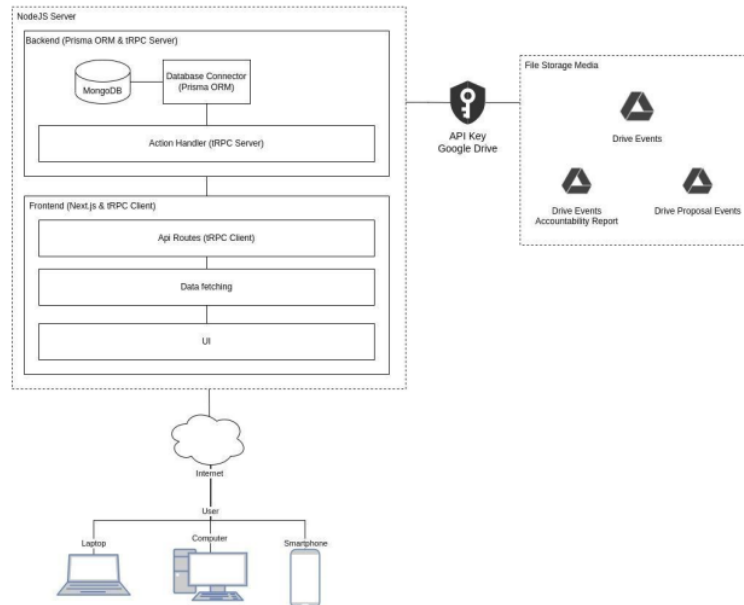 NodeJS Server
Backend (Prisma ORM & tRPC Server)
MongoDB
Database Connector
(Prisma ORM)
Action Handler (tRPC Server)
Frontend (Next.js & tRPC Client)
Api Routes (tRPC Client)
Data fetching
UI
API Key
Google Drive
File Storage Media
Drive Events
Drive Events
Accountability Report
Drive Proposal Events
Internet
User
Laptop
Computer
Smartphone